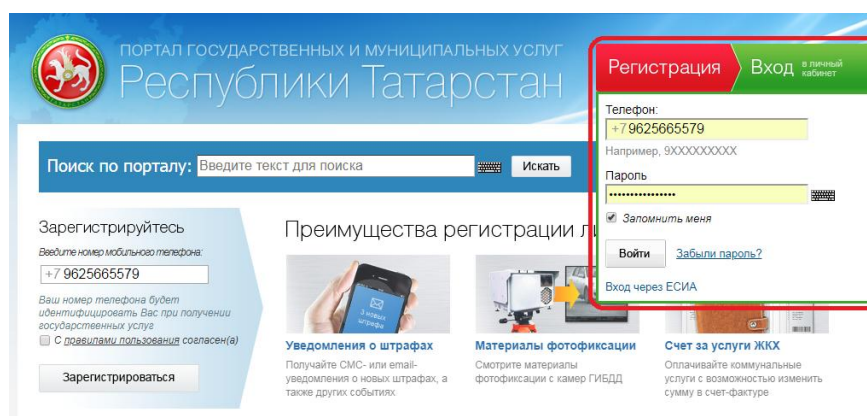 ПОРТАЛ ГОСУДАРСТВЕННЫХ И МУНИЦИПАЛЬНЫХ УСЛУГ
Республики Татарстан
Регистрация
Вход в личный кабинет
Телефон:
+7 9625665579
Например, 9XXXXXXXXX
Пароль
••••••••••••••••
Запомнить меня
Войти Забыли пароль?
Вход через ЕСИА
Поиск по порталу: Введите текст для поиска Искать
Зарегистрируйтесь
Введите номер мобильного телефона:
+7 9625665579
Ваш номер телефона будет
идентифицировать Вас при получении
государственных услуг
С правилами пользования согласен(а)
Зарегистрироваться
Преимущества регистрации
3 новых
штрафа
Уведомления о штрафах
Получайте СМС- или email-
уведомления о новых штрафах, а
также других событиях
Материалы фотофиксации
Смотрите материалы
фотофиксации с камер ГИБДД
Счет за услуги ЖКХ
Оплачивайте коммунальные
услуги с возможностью изменить
сумму в счет-фактуре